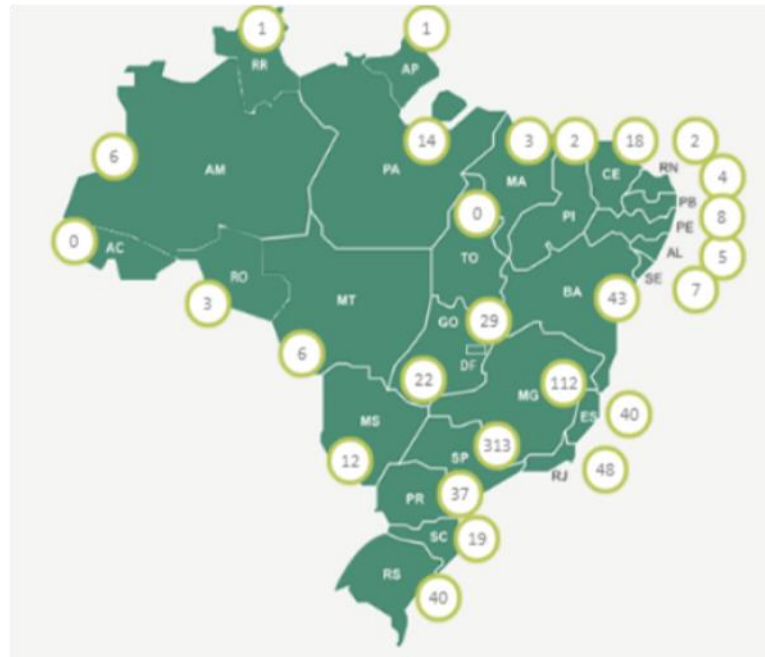 1
1
RR
AP
6
14
3
2
18
2
AM
PA
MA
CE
RN
4
PI
PB
0
8
PE
0
AC
TO
AL
5
RO
MT
BA
SE
7
3
GO
29
43
6
DF
22
MG
112
MS
ES
40
12
SP
313
RJ
48
PR
37
SC
19
RS
40